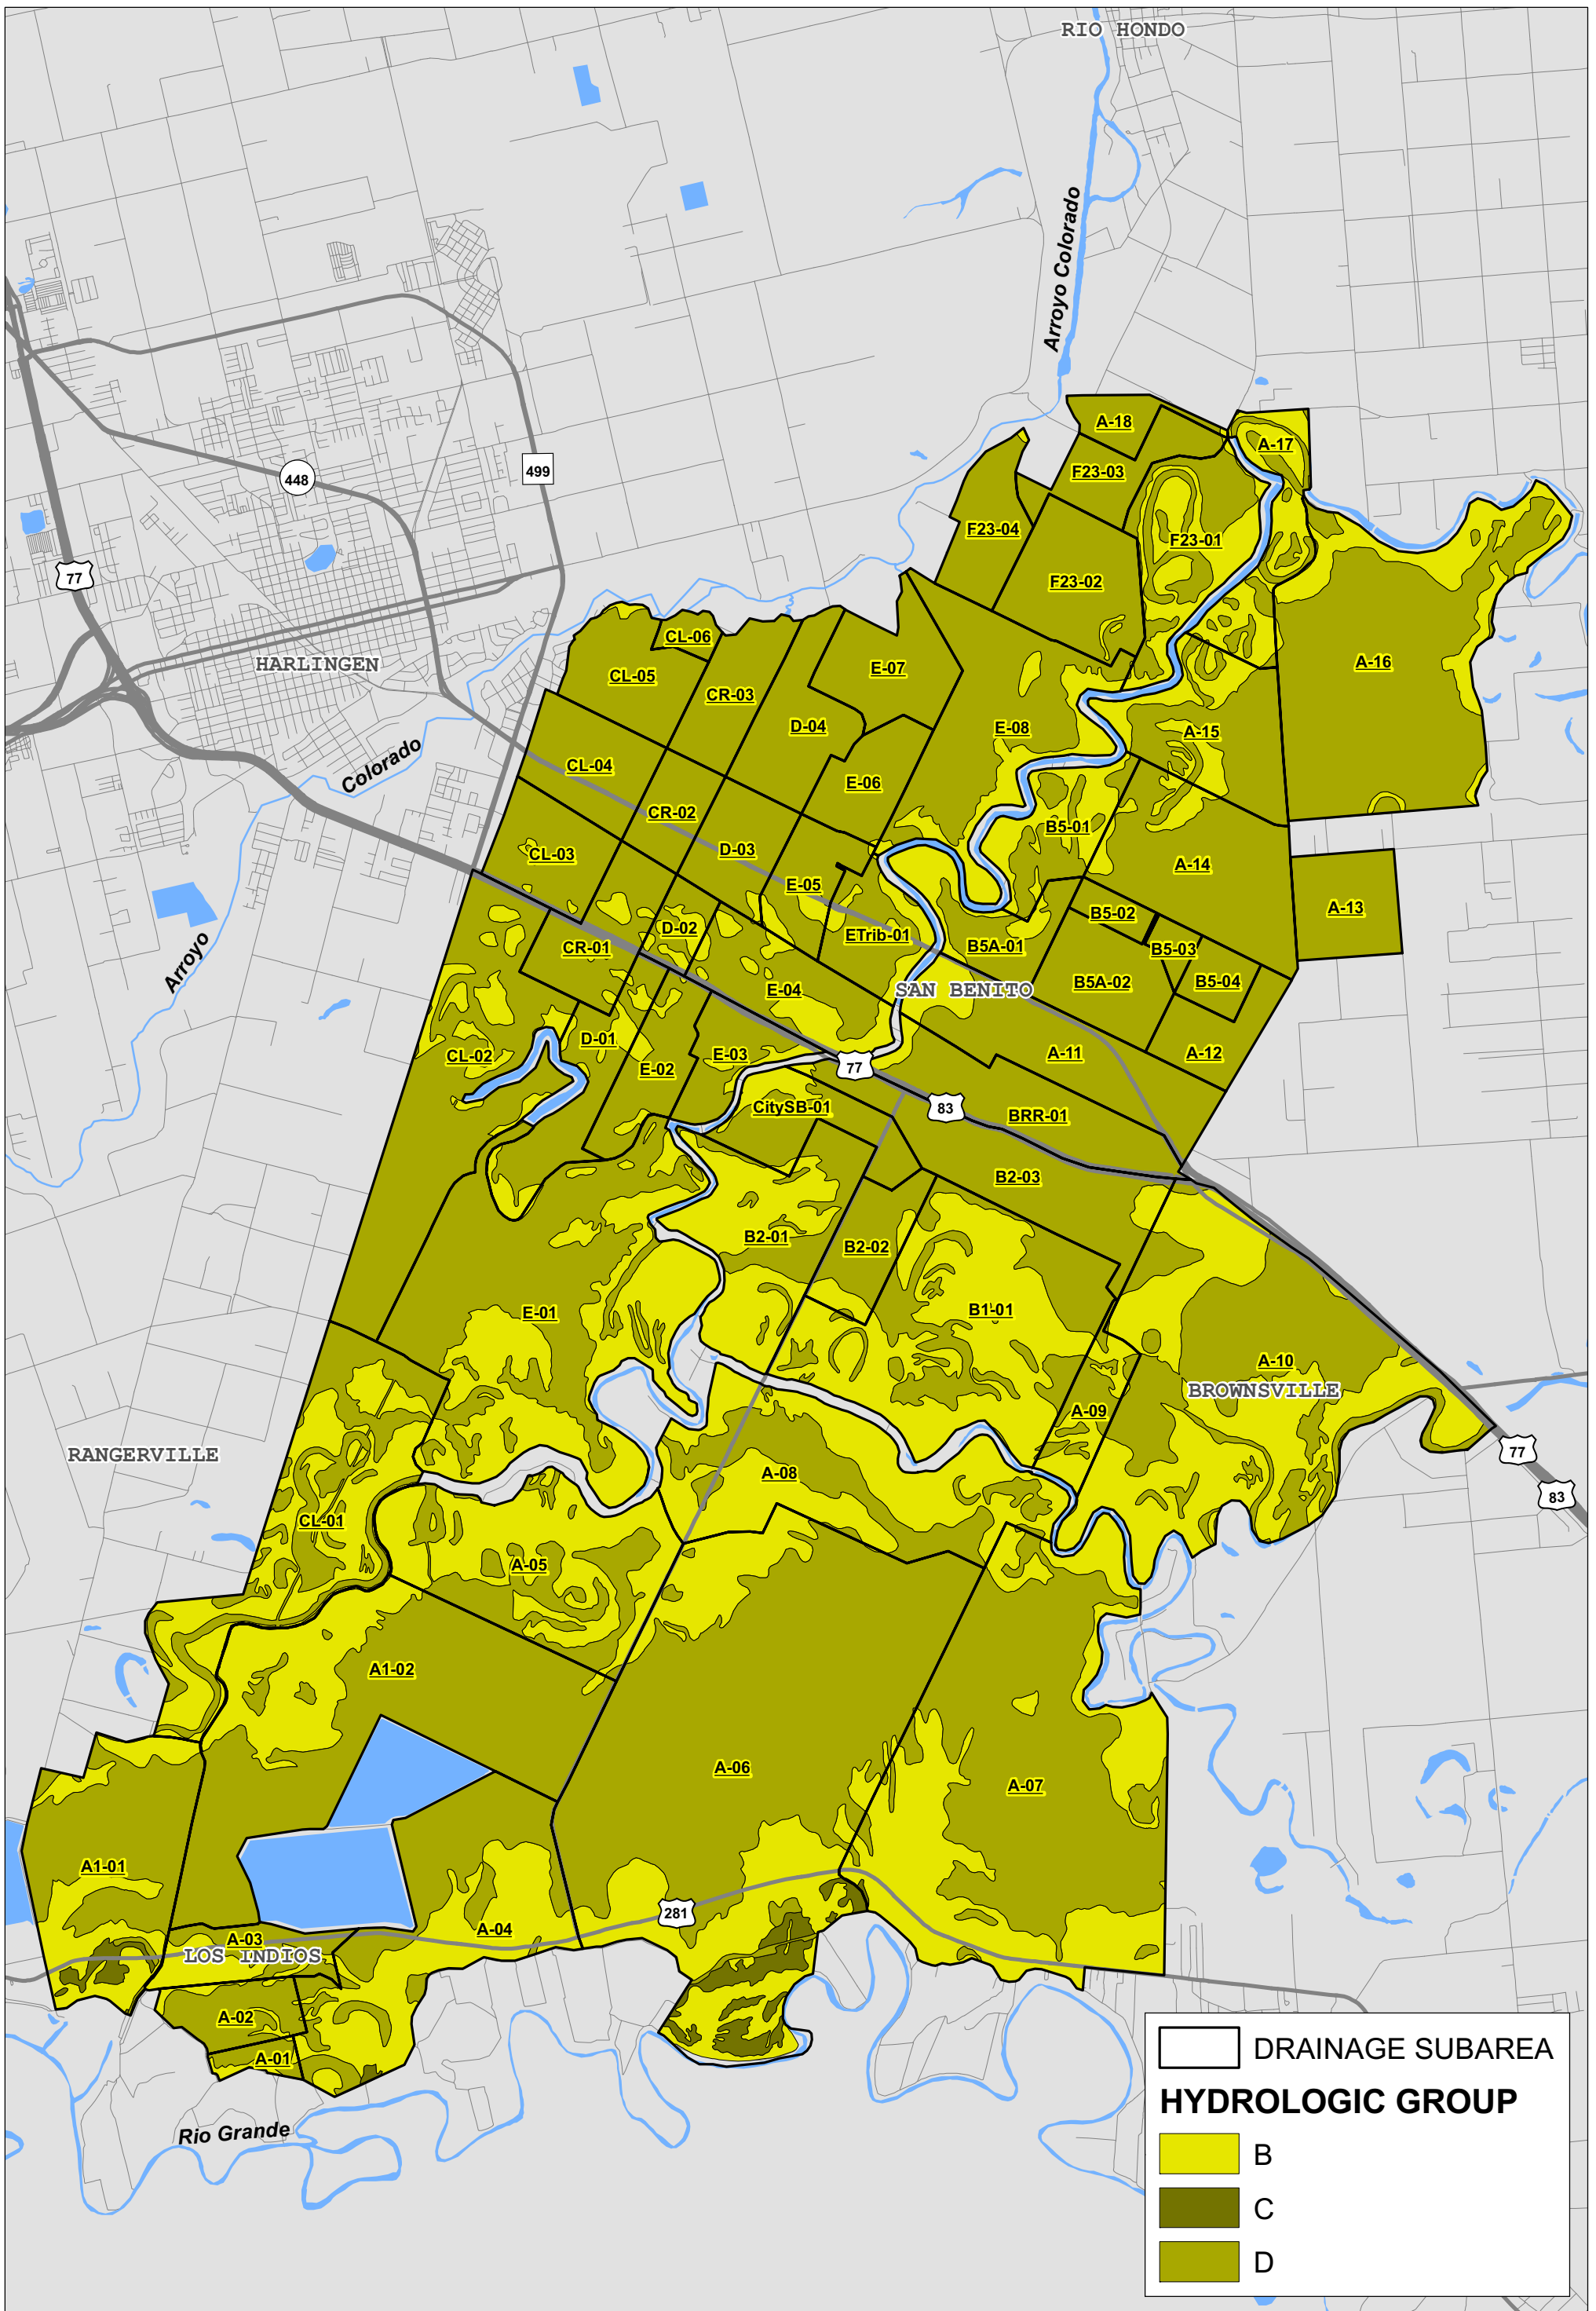 RIO HONDO
Arroyo Colorado
A-18
A-17
F23-03
499
448
F23-04
F23-01
77
F23-02
CL-06
HARLINGEN
A-16
E-07
CL-05
CR-03
D-04
E-08
A-15
Colorado
CL-04
E-06
CR-02
B5-01
D-03
CL-03
A-14
E-05
A-13
B5-02
D-02
ETrib-01
CR-01
B5A-01
B5-03
Arroyo
B5A-02
B5-04
E-04
SAN BENITO
D-01
CL-02
E-03
A-11
A-12
77
E-02
CitySB-01
83
BRR-01
B2-03
B2-01
B2-02
E-01
B1-01
A-10
BROWNSVILLE
A-09
RANGERVILLE
77
A-08
83
CL-01
A-05
A1-02
A-06
A-07
A1-01
281
A-04
A-03
LOS INDIOS
A-02
A-01
Rio Grande
DRAINAGE SUBAREA
HYDROLOGIC GROUP
B
C
D